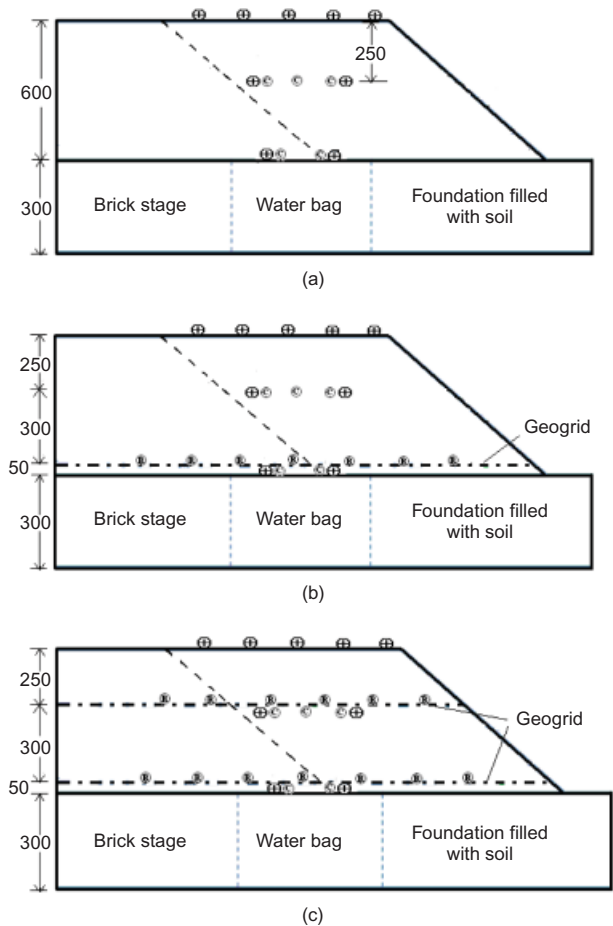 250
600
300
Brick stage
Water bag
Foundation filled
with soil
(a)
250
300
50
300
Geogrid
Brick stage
Water bag
Foundation filled
with soil
(b)
250
300
50
300
Geogrid
Brick stage
Water bag
Foundation filled
with soil
(c)